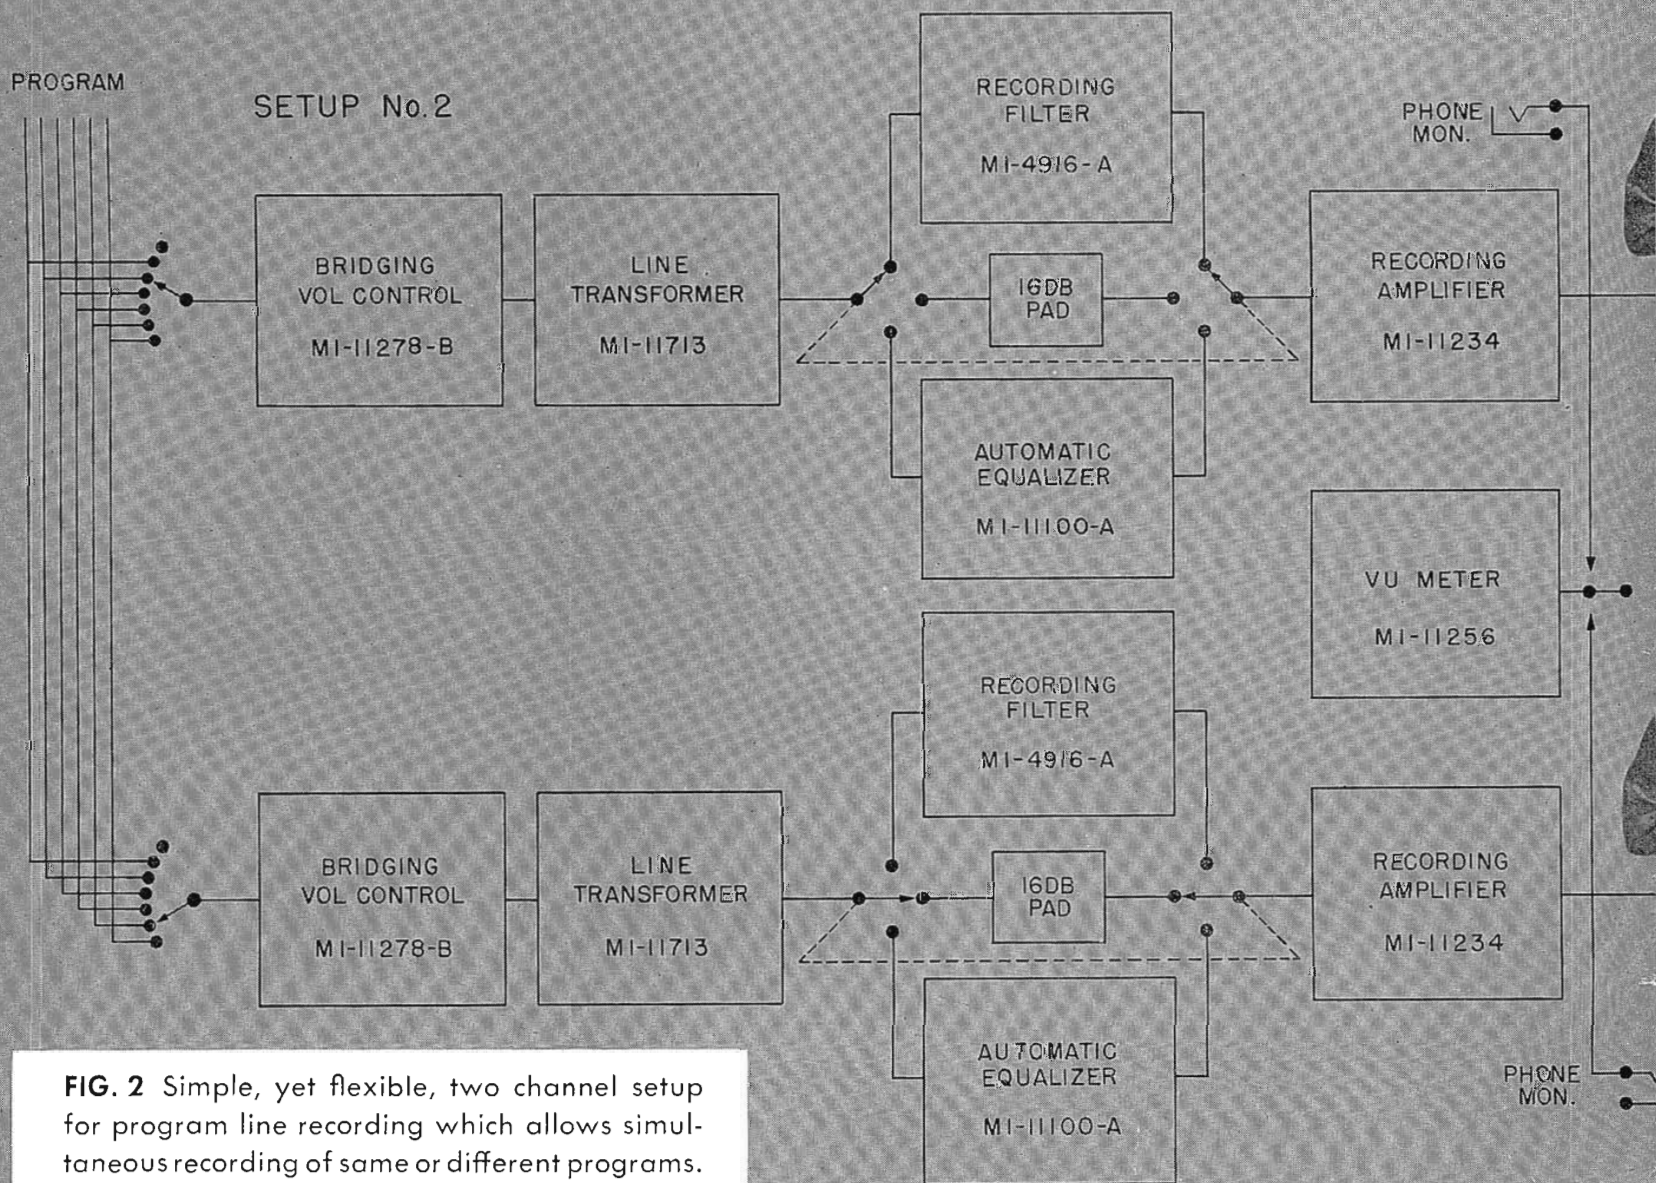 PROGRAM
SETUP No. 2
BRIDGING
VOL CONTROL
MI-11278-B
LINE
TRANSFORMER
MI-11713
RECORDING
FILTER
MI-4916-A
16DB
PAD
AUTOMATIC
EQUALIZER
MI-11100-A
PHONE
MON.
RECORDING
AMPLIFIER
MI-11234
VU METER
MI-11256
BRIDGING
VOL CONTROL
MI-11278-B
LINE
TRANSFORMER
MI-11713
RECORDING
FILTER
MI-4916-A
16DB
PAD
AUTOMATIC
EQUALIZER
MI-11100-A
RECORDING
AMPLIFIER
MI-11234
PHONE
MON.
FIG. 2 Simple, yet flexible, two channel setup
for program line recording which allows simul-
taneous recording of same or different programs.